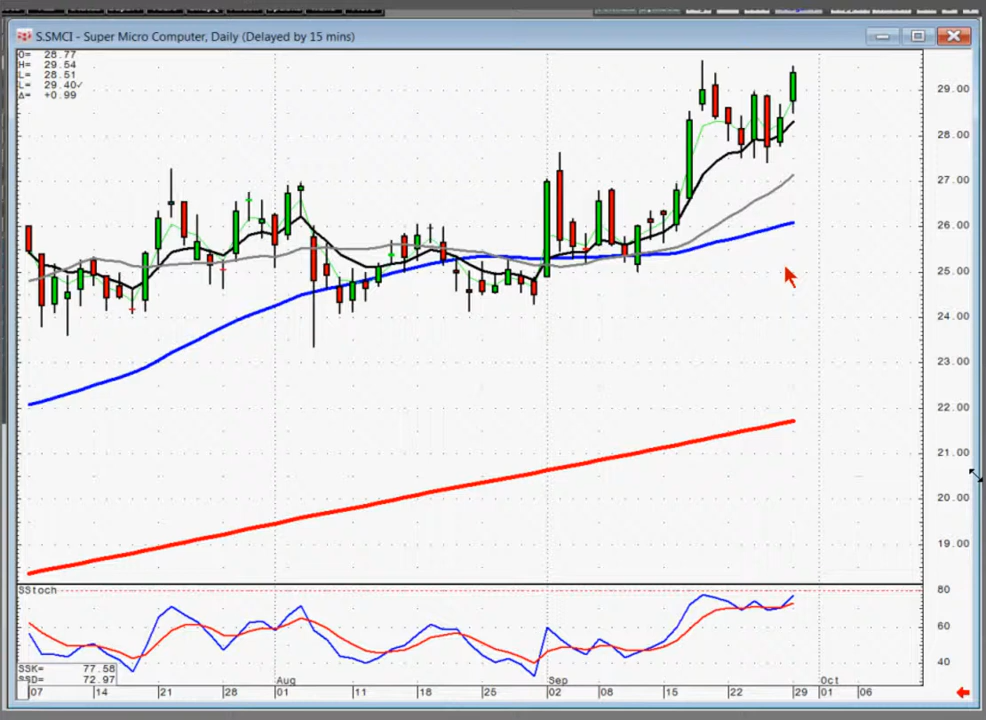 S.SMCI - Super Micro Computer, Daily (Delayed by 15 mins)
O= 28.77
H= 29.54
L= 28.51
L= 29.40✓
Δ= +0.99
29.00
28.00
27.00
26.00
25.00
24.00
23.00
22.00
21.00
20.00
19.00
SStoch
80
60
40
SSK= 77.58
SSD= 72.97
Aug Sep Oct
07 14 21 28 01 11 18 25 02 08 15 22 29 01 06